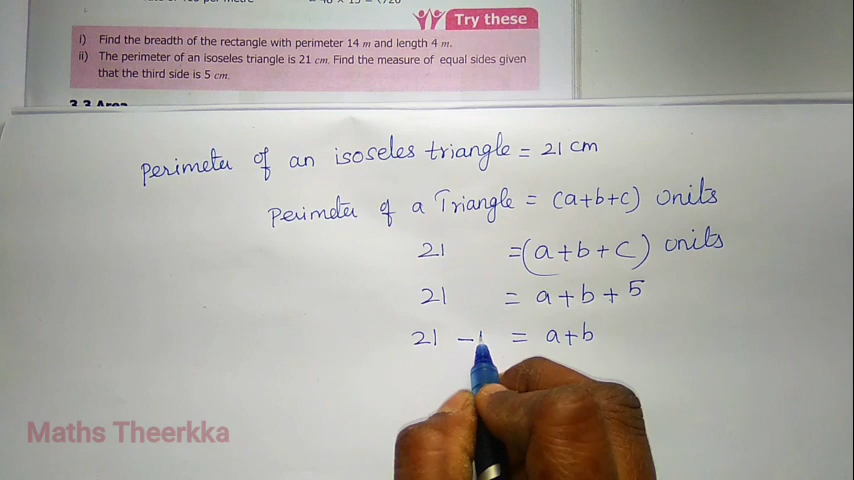 Try these
i) Find the breadth of the rectangle with perimeter 14 m and length 4 m.
ii) The perimeter of an isoseles triangle is 21 cm. Find the measure of equal sides given
that the third side is 5 cm.
Perimeter of an isoseles triangle = 21 cm
Perimeter of a Triangle = (a+b+c) units
21 = (a+b+c) units
21 = a+b+5
21 - = a+b
Maths Theerkka